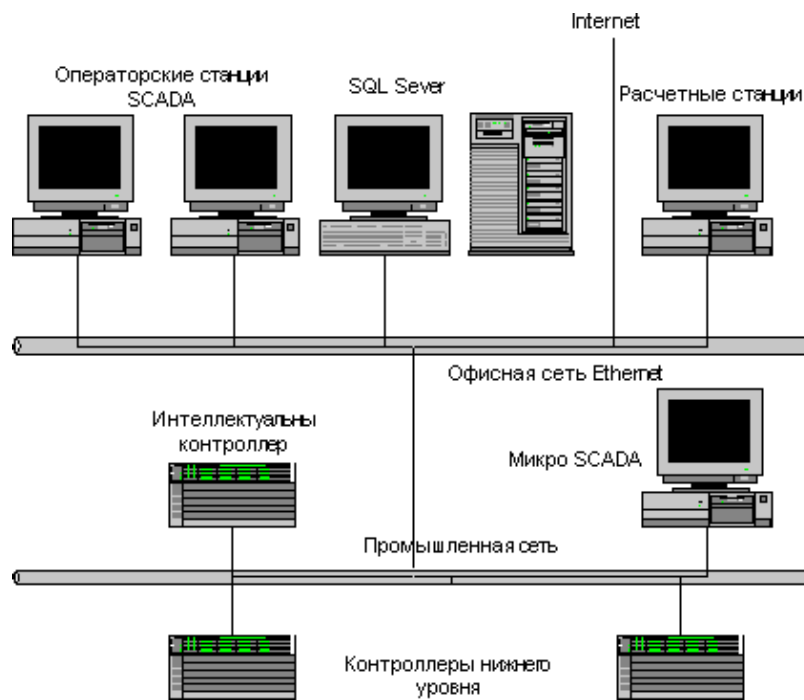 Internet
Операторские станции
SCADA
SQL Sever
Расчетные станции
Офисная сеть Ethernet
Интеллектуальны
контроллер
Микро SCADA
Промышленная сеть
Контроллеры нижнего
уровня